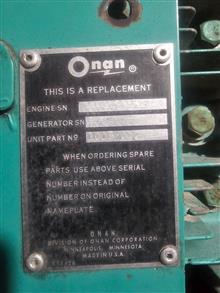 Onan
THIS IS A REPLACEMENT
ENGINE SN
GENERATOR SN
UNIT PART NO
WHEN ORDERING SPARE
PARTS USE ABOVE SERIAL
NUMBER INSTEAD OF
NUMBER ON ORIGINAL
NAMEPLATE.
ONAN
DIVISION OF ONAN CORPORATION
MINNEAPOLIS, MINNESOTA
MADE IN U.S.A.